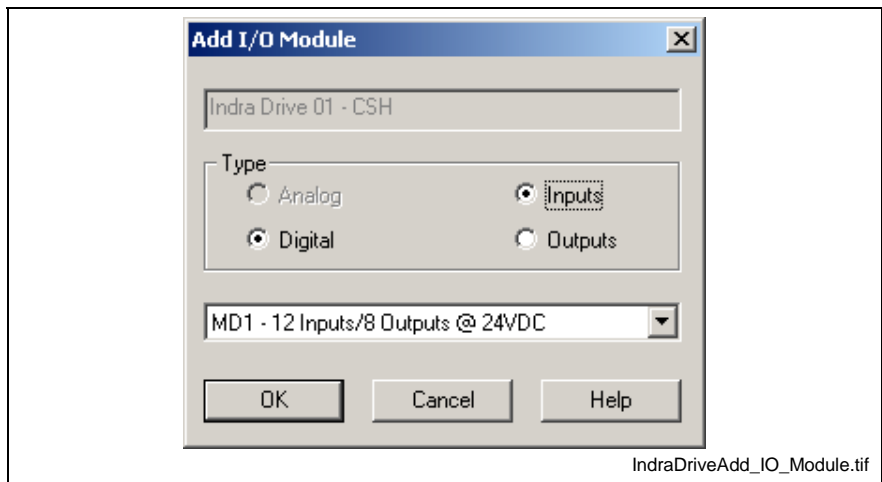 Add I/O Module
Indra Drive 01 - CSH
Type
Analog
Inputs
Digital
Outputs
MD1 - 12 Inputs/8 Outputs @ 24VDC
OK
Cancel
Help
IndraDriveAdd_IO_Module.tif